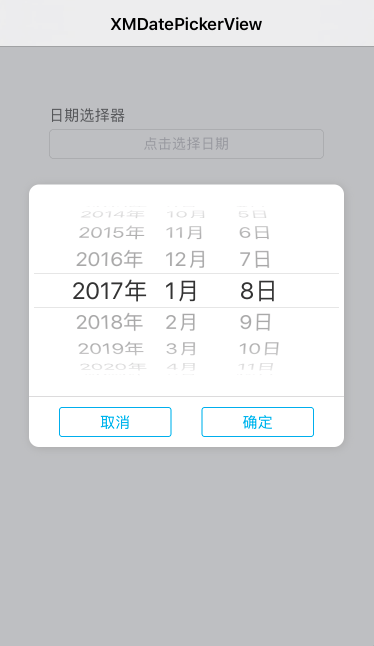 XMDatePickerView
日期选择器
点击选择日期
2014年 10月 5日
2015年 11月 6日
2016年 12月 7日
2017年 1月 8日
2018年 2月 9日
2019年 3月 10日
2020年 4月 11日
取消 确定